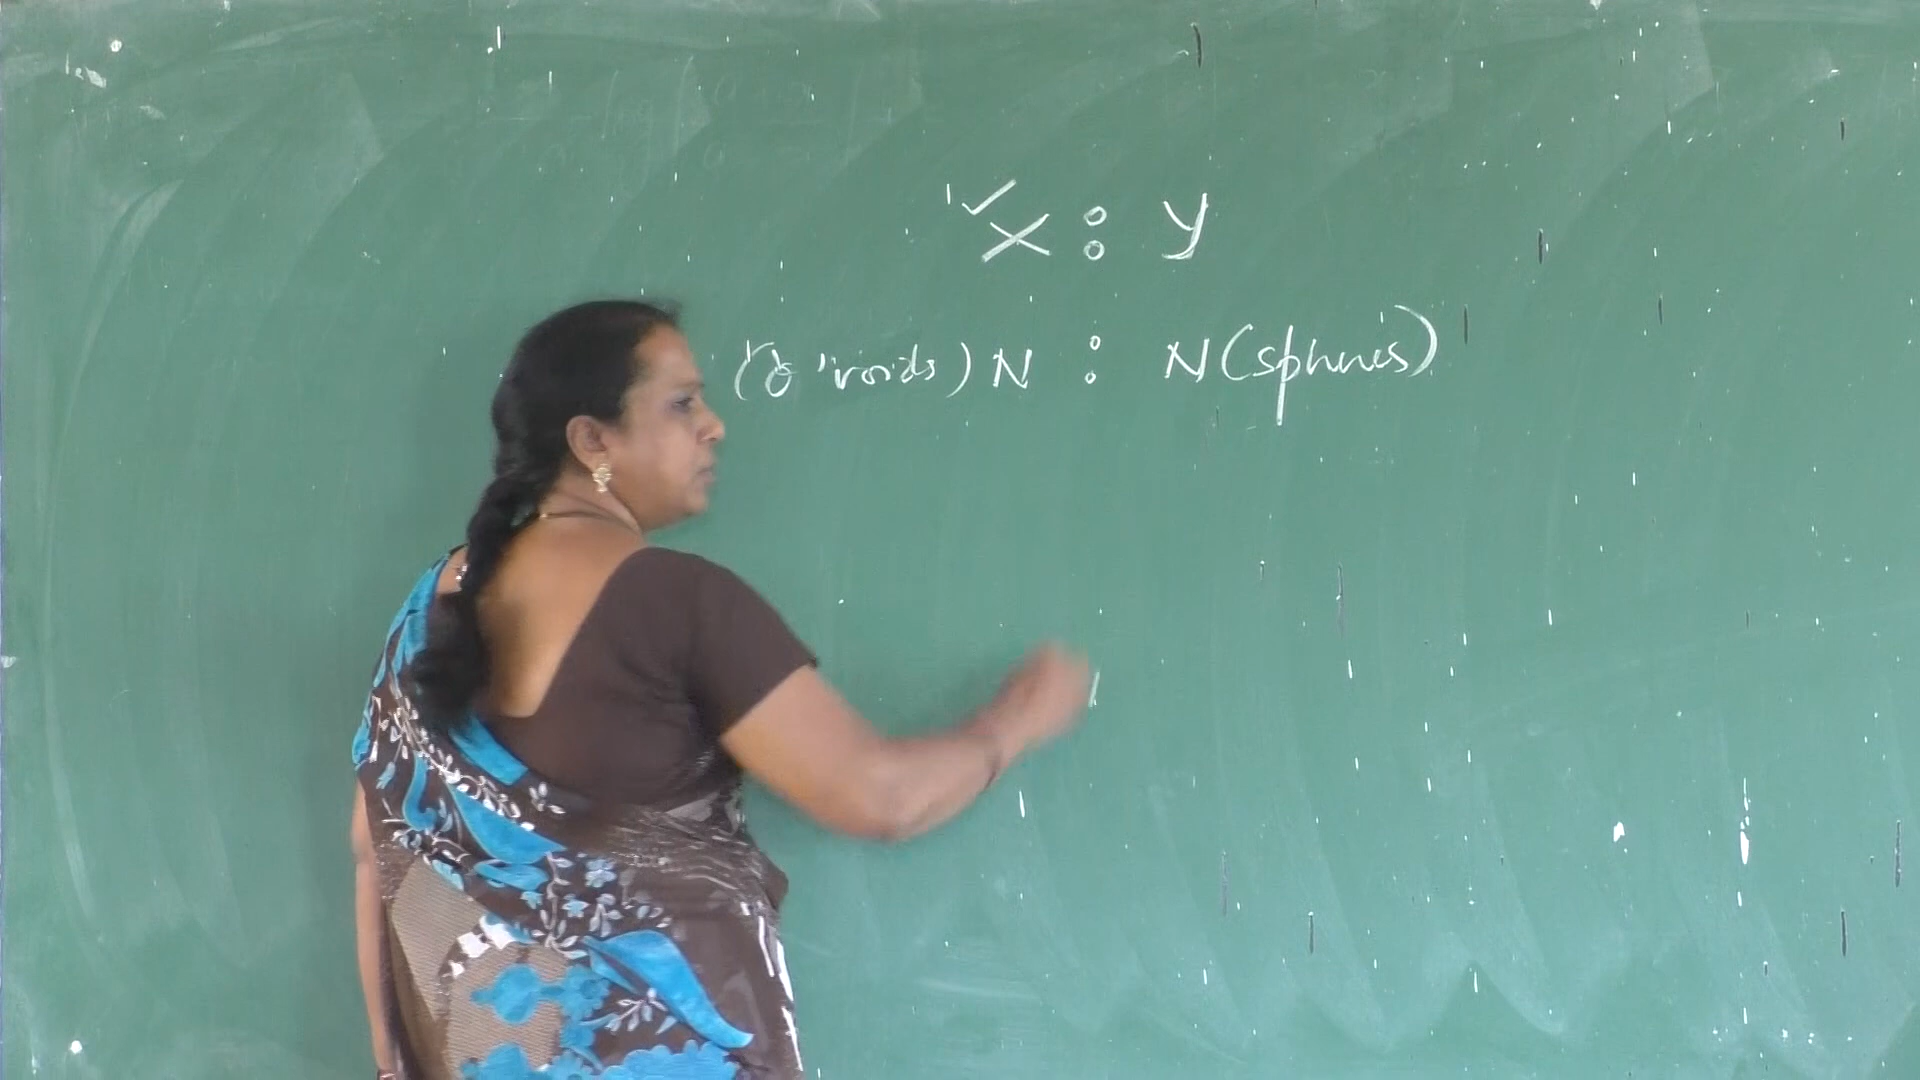 X : Y
(O' voids) N : N (spheres)